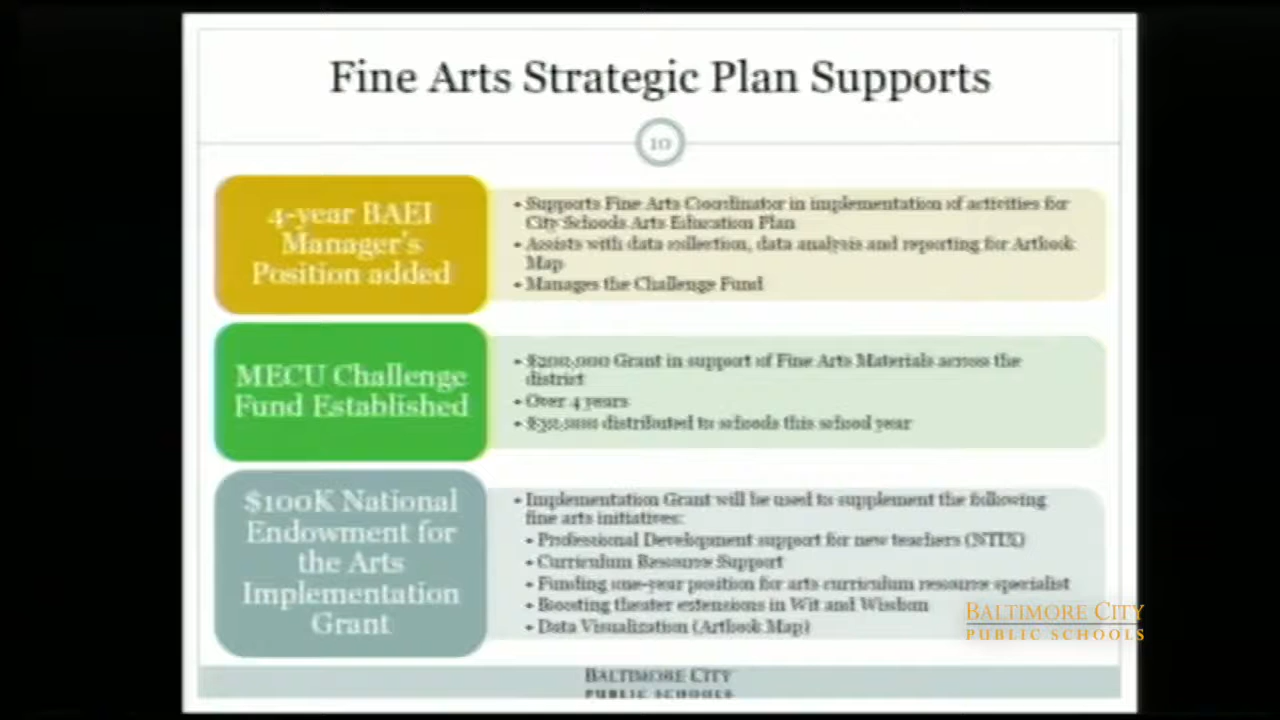 Fine Arts Strategic Plan Supports
10
4-year BAEI
Manager's
Position added
• Supports Fine Arts Coordinator in implementation of activities for
City Schools Arts Education Plan
• Assists with data collection, data analysis and reporting for Artlook
Map
• Manages the Challenge Fund
MECU Challenge
Fund Established
• $200,000 Grant in support of Fine Arts Materials across the
district
• Over 4 years
• distributed to schools this school year
$100K National
Endowment for
the Arts
Implementation
Grant
• Implementation Grant will be used to supplement the following
fine arts initiatives:
• Professional Development support for new teachers (NTIX)
• Curriculum Resource Support
• Funding one-year position for arts curriculum resource specialist
• Boosting theater extensions in Wit and Wisdom
• Data Visualization (Artlook Map)
BALTIMORE CITY
PUBLIC SCHOOLS
BALTIMORE CITY
PUBLIC SCHOOLS